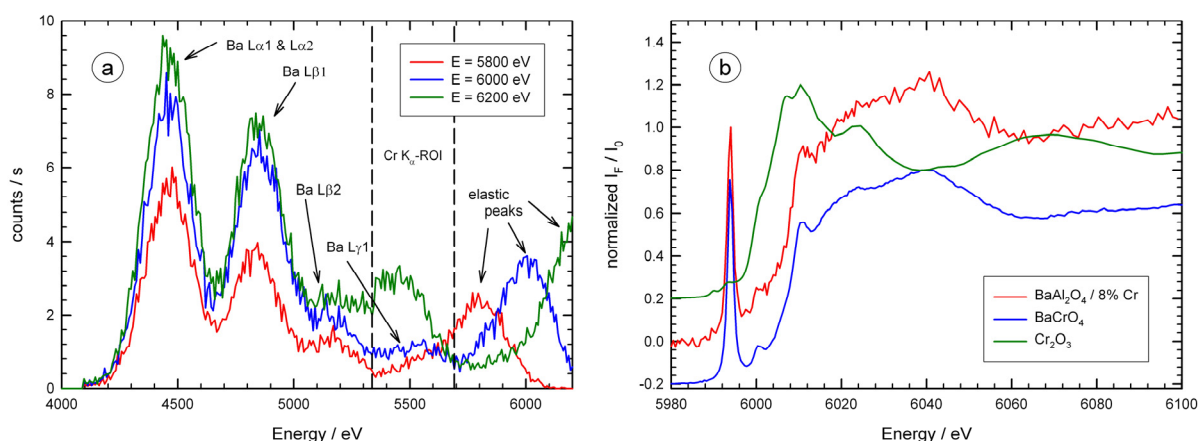 a
Ba Lα1 & Lα2
Ba Lβ1
E = 5800 eV
E = 6000 eV
E = 6200 eV
Cr Kα-ROI
Ba Lβ2
Ba Lγ1
elastic
peaks
counts / s
10
8
6
4
2
0
4000
4500
5000
5500
6000
Energy / eV
b
normalized IF / I0
1.4
1.2
1.0
0.8
0.6
0.4
0.2
0.0
-0.2
BaAl2O4 / 8% Cr
BaCrO4
Cr2O3
5980
6000
6020
6040
6060
6080
6100
Energy / eV